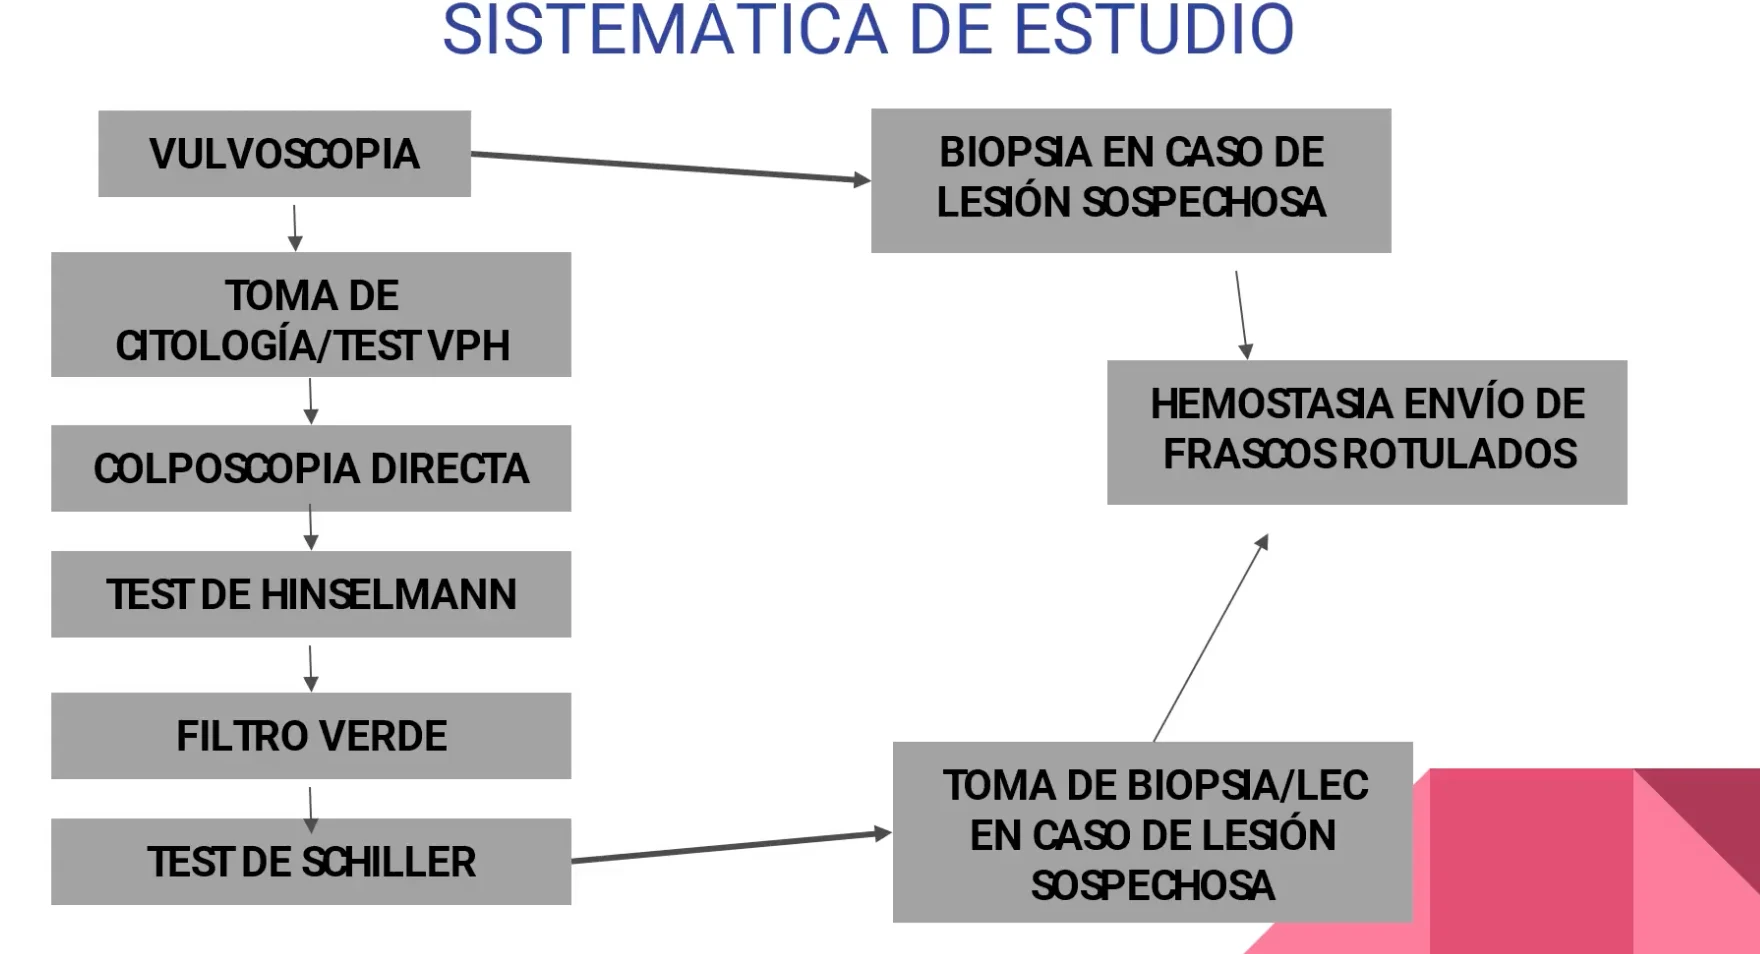 SISTEMÁTICA DE ESTUDIO
VULVOSCOPIA
TOMA DE
CITOLOGÍA/TEST VPH
COLPOSCOPIA DIRECTA
TEST DE HINSELMANN
FILTRO VERDE
TEST DE SCHILLER
BIOPSIA EN CASO DE
LESIÓN SOSPECHOSA
HEMOSTASIA ENVÍO DE
FRASCOS ROTULADOS
TOMA DE BIOPSIA/LEC
EN CASO DE LESIÓN
SOSPECHOSA